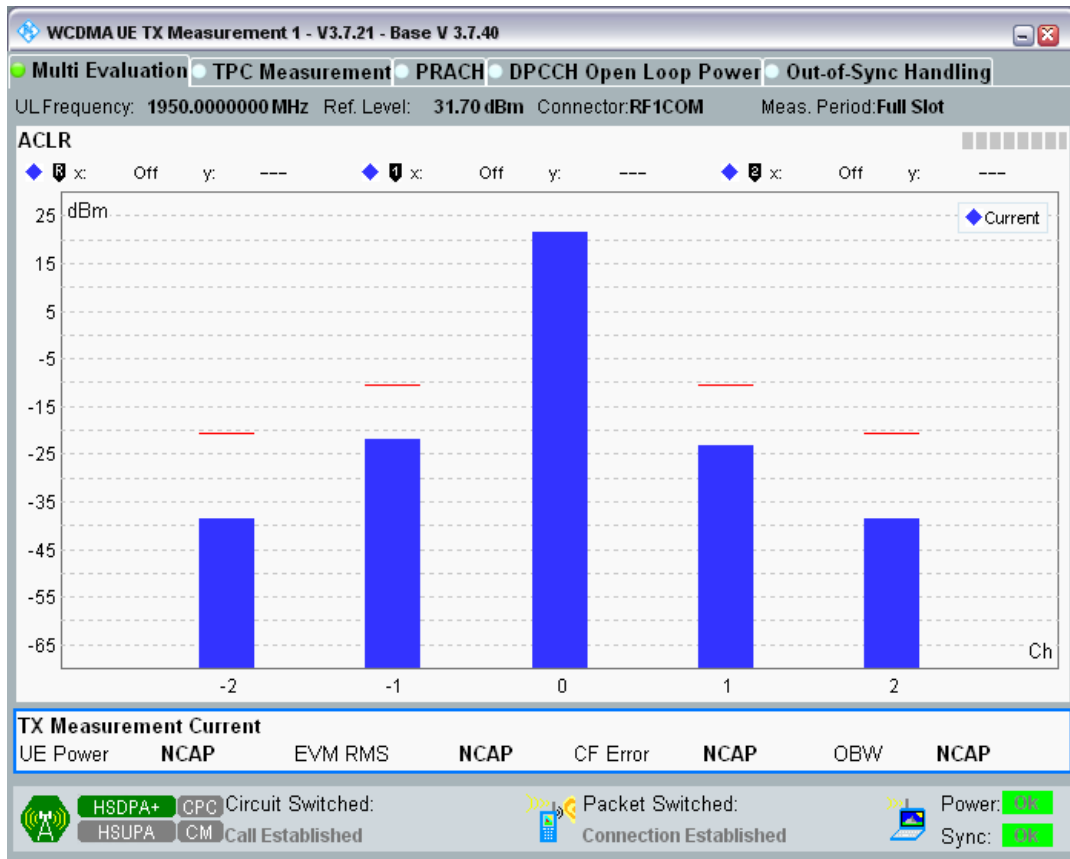 WCDMA UE TX Measurement 1 - V3.7.21 - Base V 3.7.40
Multi Evaluation TPC Measurement PRACH DPCCH Open Loop Power Out-of-Sync Handling
UL Frequency: 1950.0000000 MHz Ref. Level: 31.70 dBm Connector:RF1COM Meas. Period:Full Slot
ACLR
R x: Off y: --- 1 x: Off y: --- 2 x: Off y: ---
25 dBm Current
15
5
-5
-15
-25
-35
-45
-55
-65 Ch
-2 -1 0 1 2
TX Measurement Current
UE Power NCAP EVM RMS NCAP CF Error NCAP OBW NCAP
HSDPA+ CPC Circuit Switched: Packet Switched: Power: Ok
HSUPA CM Call Established Connection Established Sync: Ok